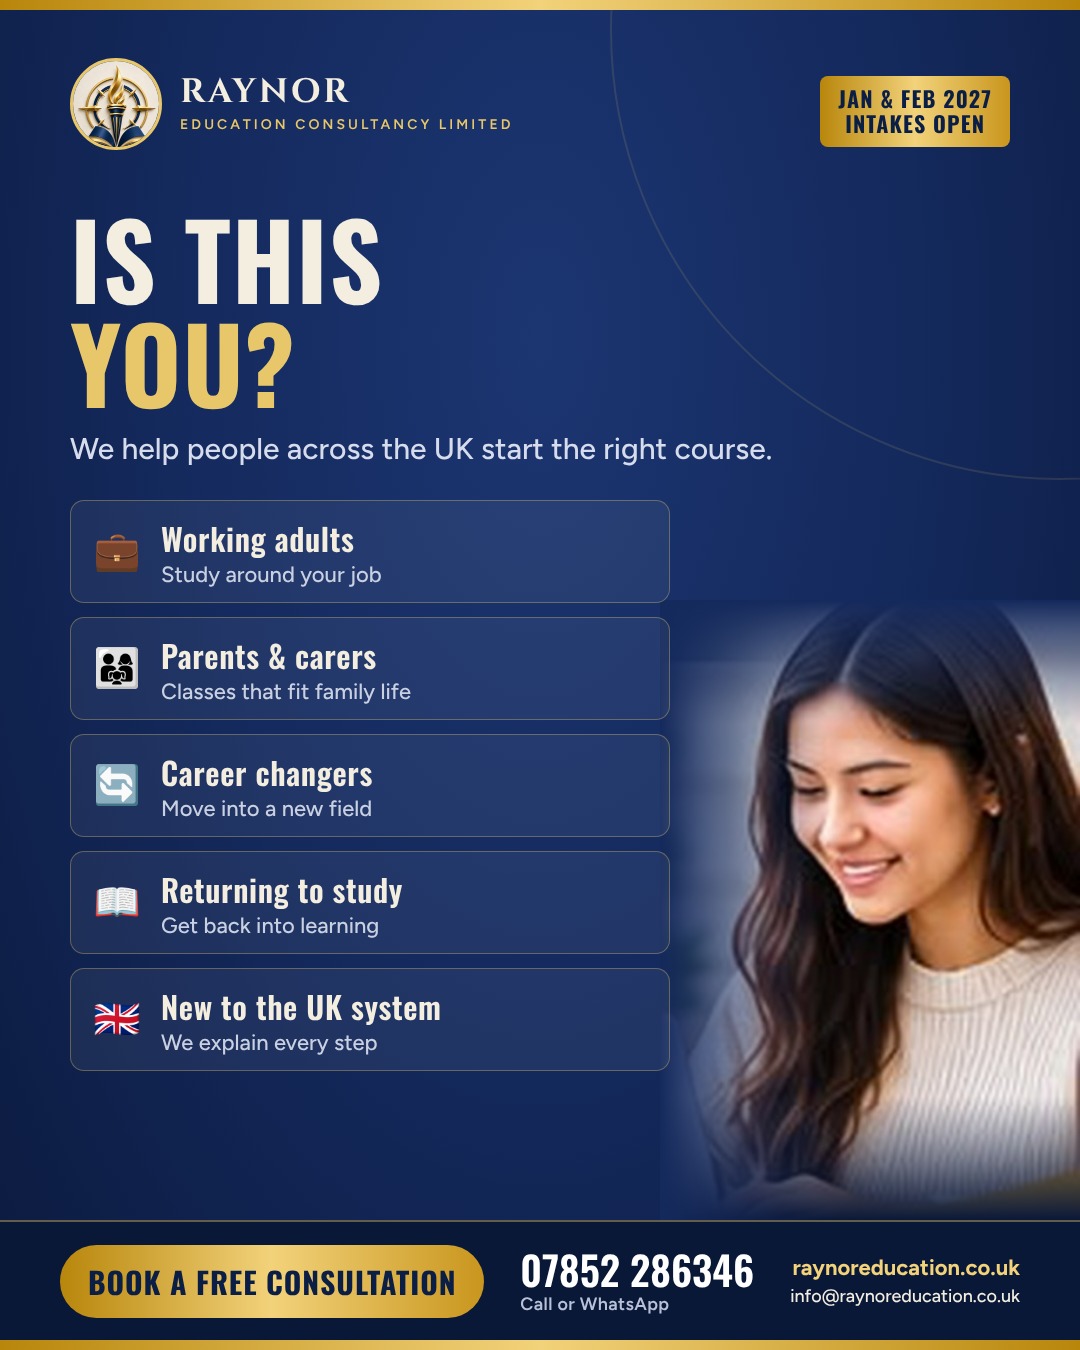 RAYNOR
EDUCATION CONSULTANCY LIMITED
JAN & FEB 2027
INTAKES OPEN
IS THIS
YOU?
We help people across the UK start the right course.
Working adults
Study around your job
Parents & carers
Classes that fit family life
Career changers
Move into a new field
Returning to study
Get back into learning
New to the UK system
We explain every step
BOOK A FREE CONSULTATION
07852 286346
Call or WhatsApp
raynoreducation.co.uk
info@raynoreducation.co.uk